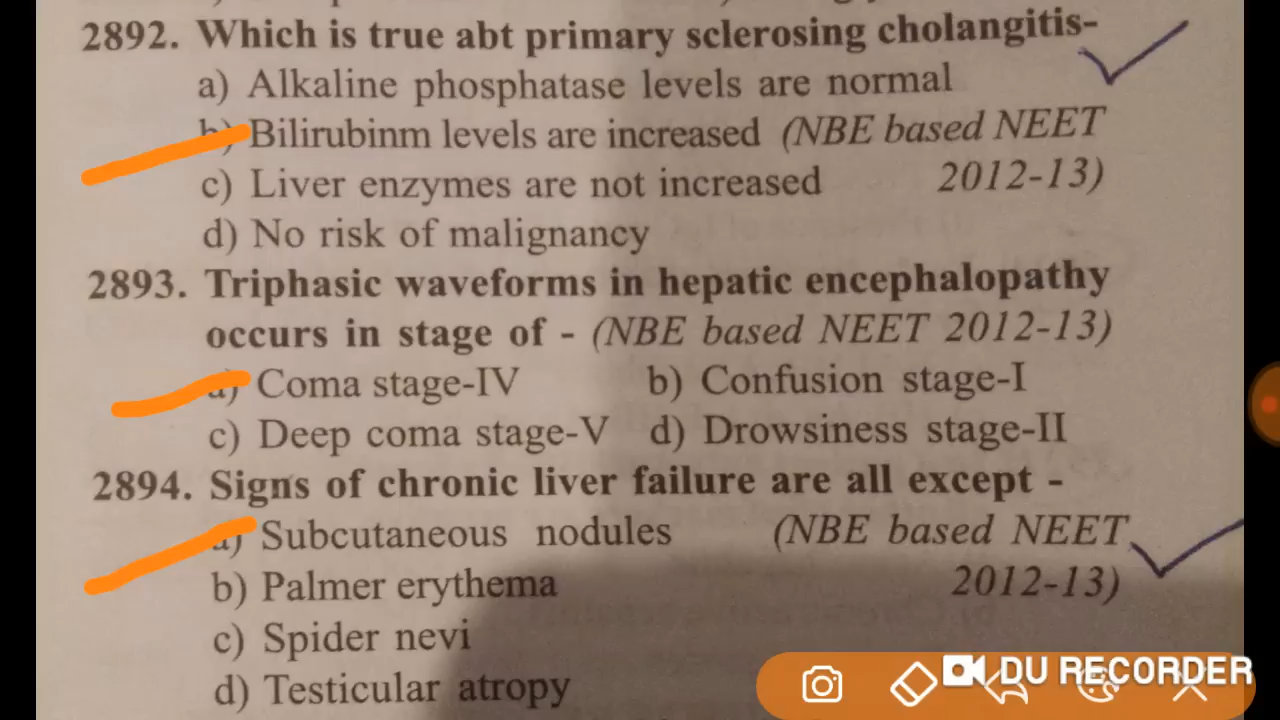 2892. Which is true abt primary sclerosing cholangitis-
a) Alkaline phosphatase levels are normal
b) Bilirubinm levels are increased (NBE based NEET
c) Liver enzymes are not increased 2012-13)
d) No risk of malignancy
2893. Triphasic waveforms in hepatic encephalopathy
occurs in stage of - (NBE based NEET 2012-13)
a) Coma stage-IV b) Confusion stage-I
c) Deep coma stage-V d) Drowsiness stage-II
2894. Signs of chronic liver failure are all except -
a) Subcutaneous nodules (NBE based NEET
b) Palmer erythema 2012-13)
c) Spider nevi
d) Testicular atropy
DU RECORDER